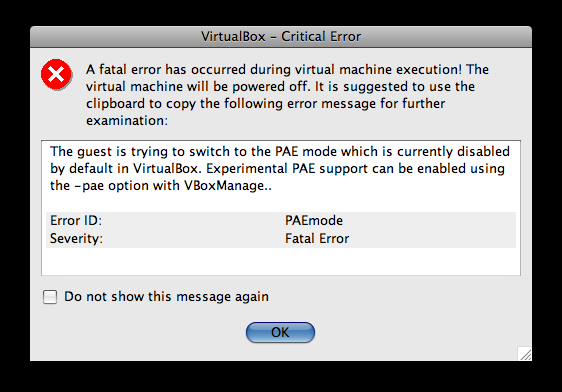 VirtualBox - Critical Error
A fatal error has occurred during virtual machine execution! The
virtual machine will be powered off. It is suggested to use the
clipboard to copy the following error message for further
examination:
The guest is trying to switch to the PAE mode which is currently disabled
by default in VirtualBox. Experimental PAE support can be enabled using
the -pae option with VBoxManage..
Error ID: PAEmode
Severity: Fatal Error
Do not show this message again
OK